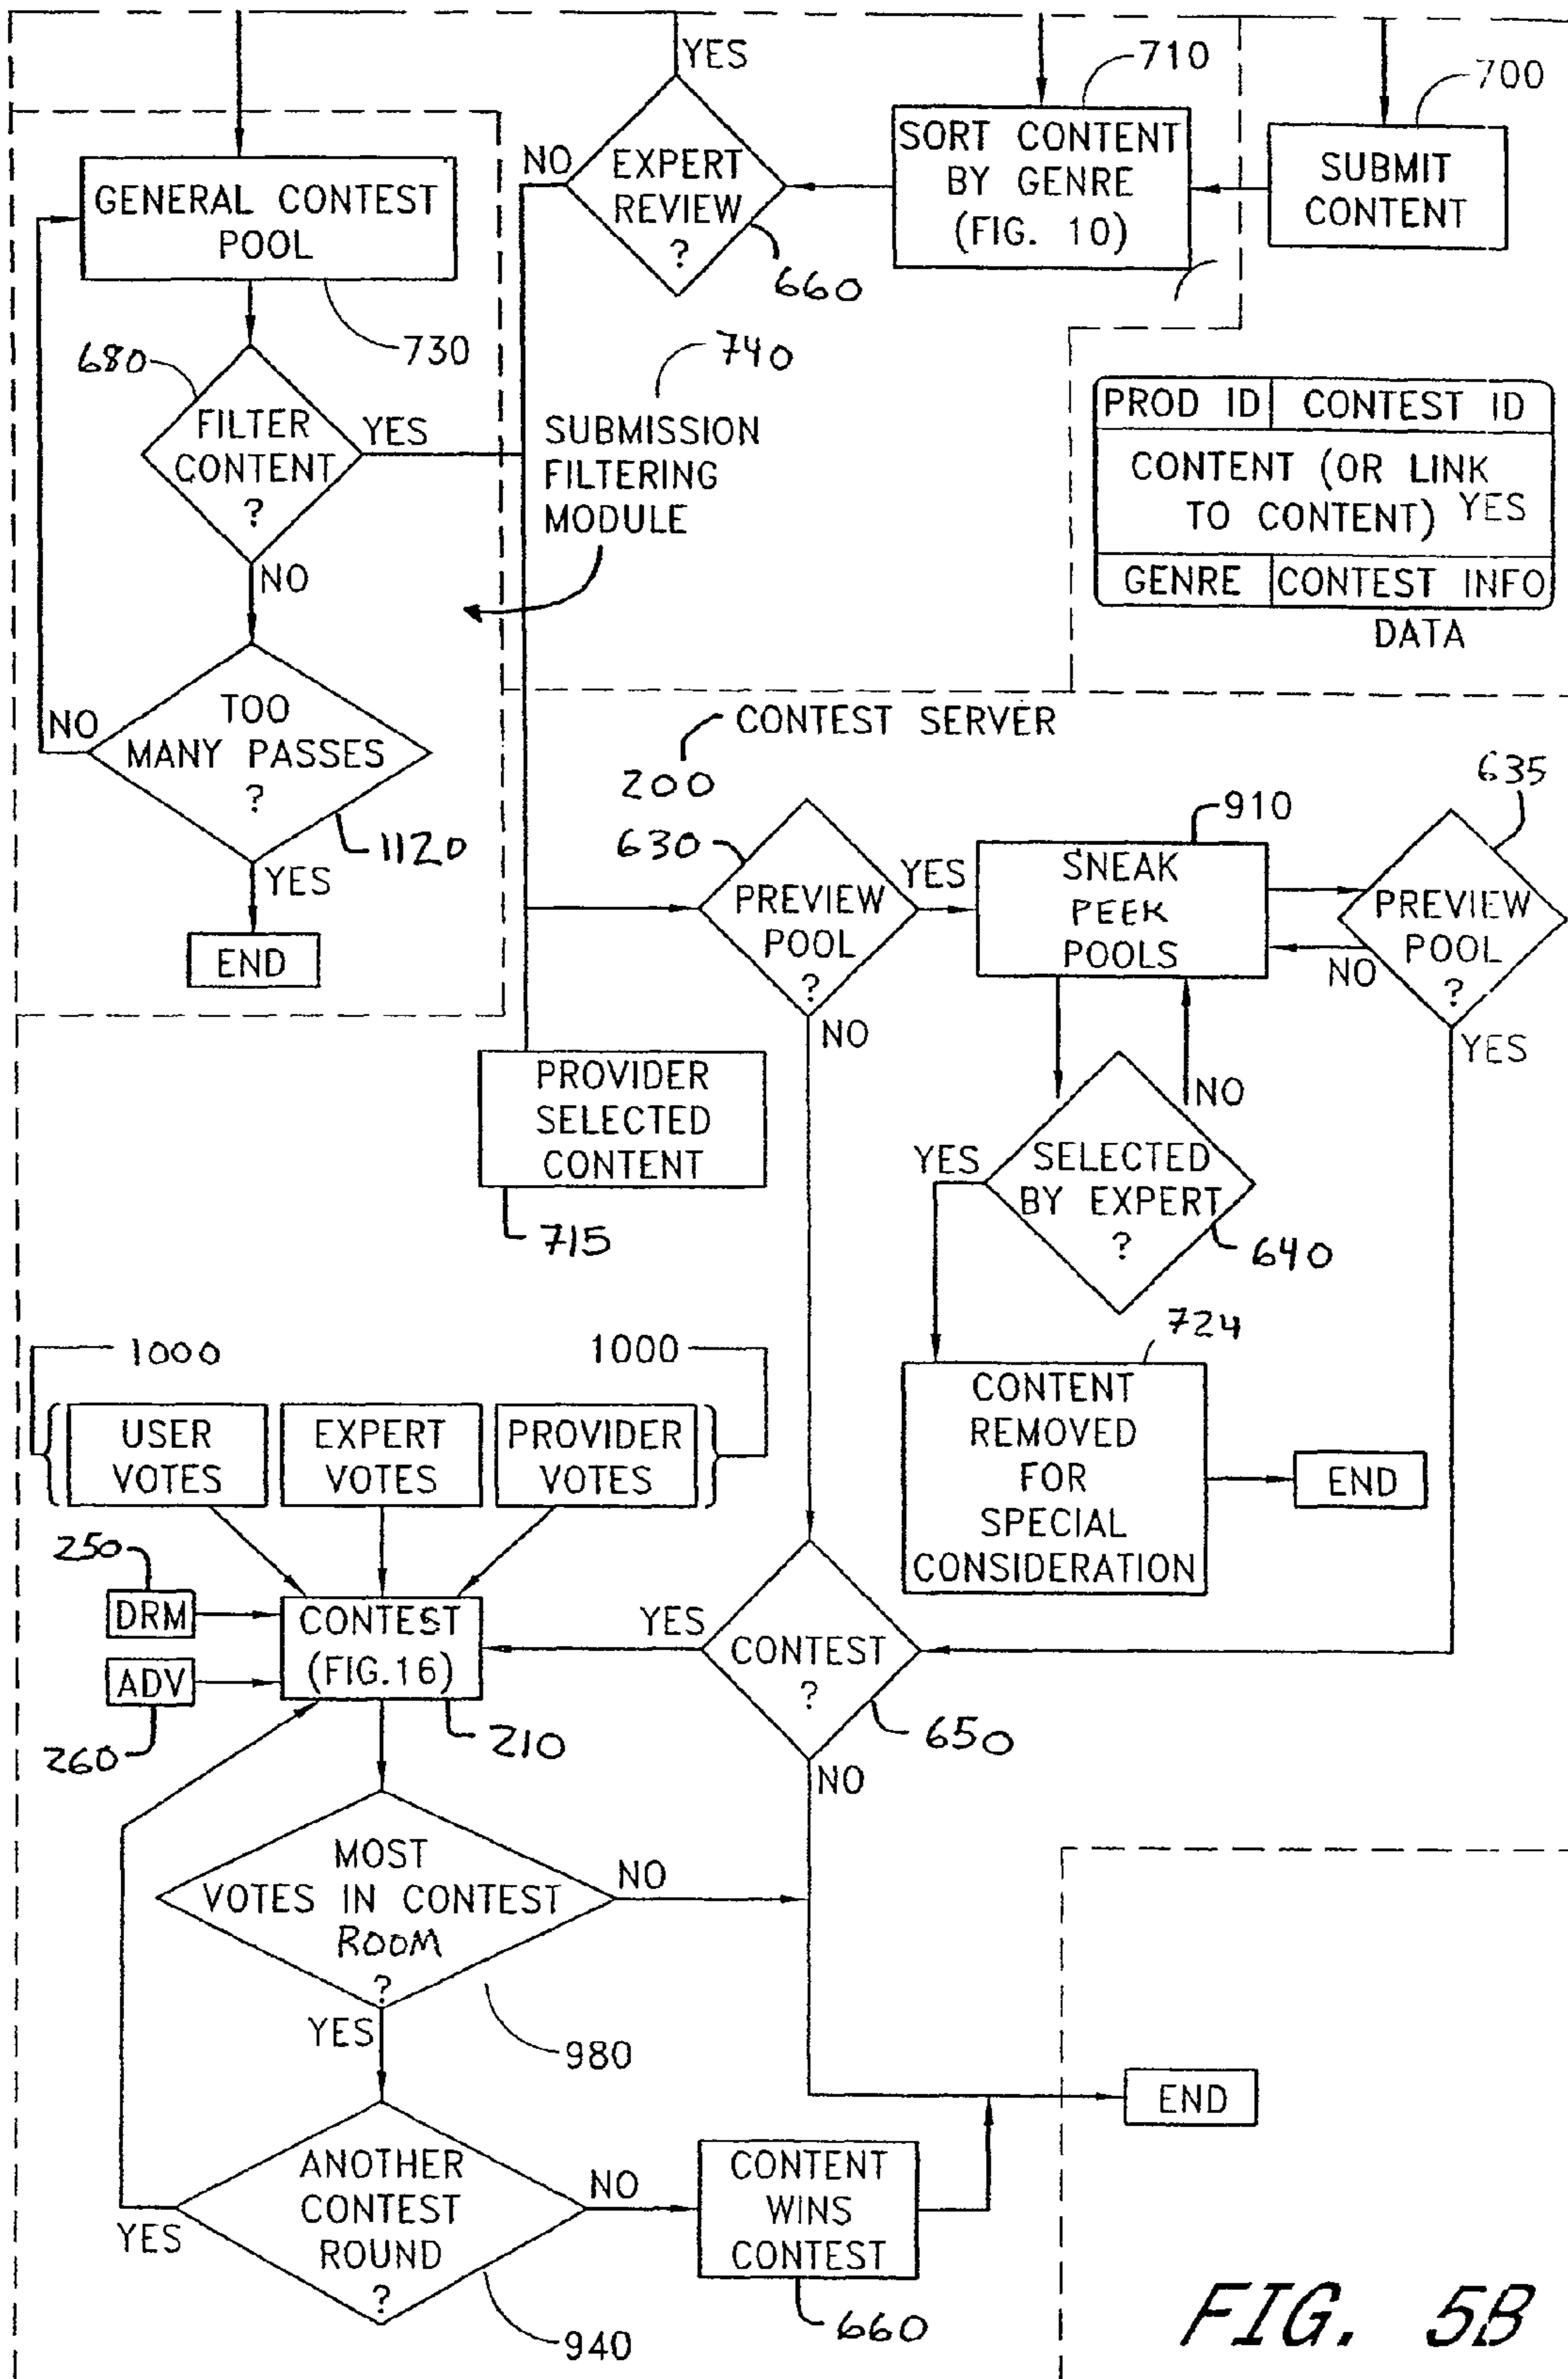 YES
710
700
SORT CONTENT
BY GENRE
(FIG. 10)
SUBMIT
CONTENT
NO
EXPERT
REVIEW
?
660
GENERAL CONTEST
POOL
730
680
FILTER
CONTENT
?
YES
740
SUBMISSION
FILTERING
MODULE
PROD ID
CONTEST ID
CONTENT (OR LINK
TO CONTENT) YES
GENRE
CONTEST INFO
DATA
NO
NO
TOO
MANY PASSES
?
1120
YES
END
CONTEST SERVER
200
630
PREVIEW
POOL
?
YES
910
SNEAK
PEEK
POOLS
635
PREVIEW
POOL
?
NO
YES
NO
PROVIDER
SELECTED
CONTENT
715
NO
YES
SELECTED
BY EXPERT
?
640
724
CONTENT
REMOVED
FOR
SPECIAL
CONSIDERATION
END
1000
1000
USER
VOTES
EXPERT
VOTES
PROVIDER
VOTES
250
DRM
ADV
260
CONTEST
(FIG.16)
210
YES
CONTEST
?
650
NO
MOST
VOTES IN CONTEST
ROOM
?
NO
YES
980
END
ANOTHER
CONTEST
ROUND
?
YES
NO
940
CONTENT
WINS
CONTEST
660
FIG. 5B